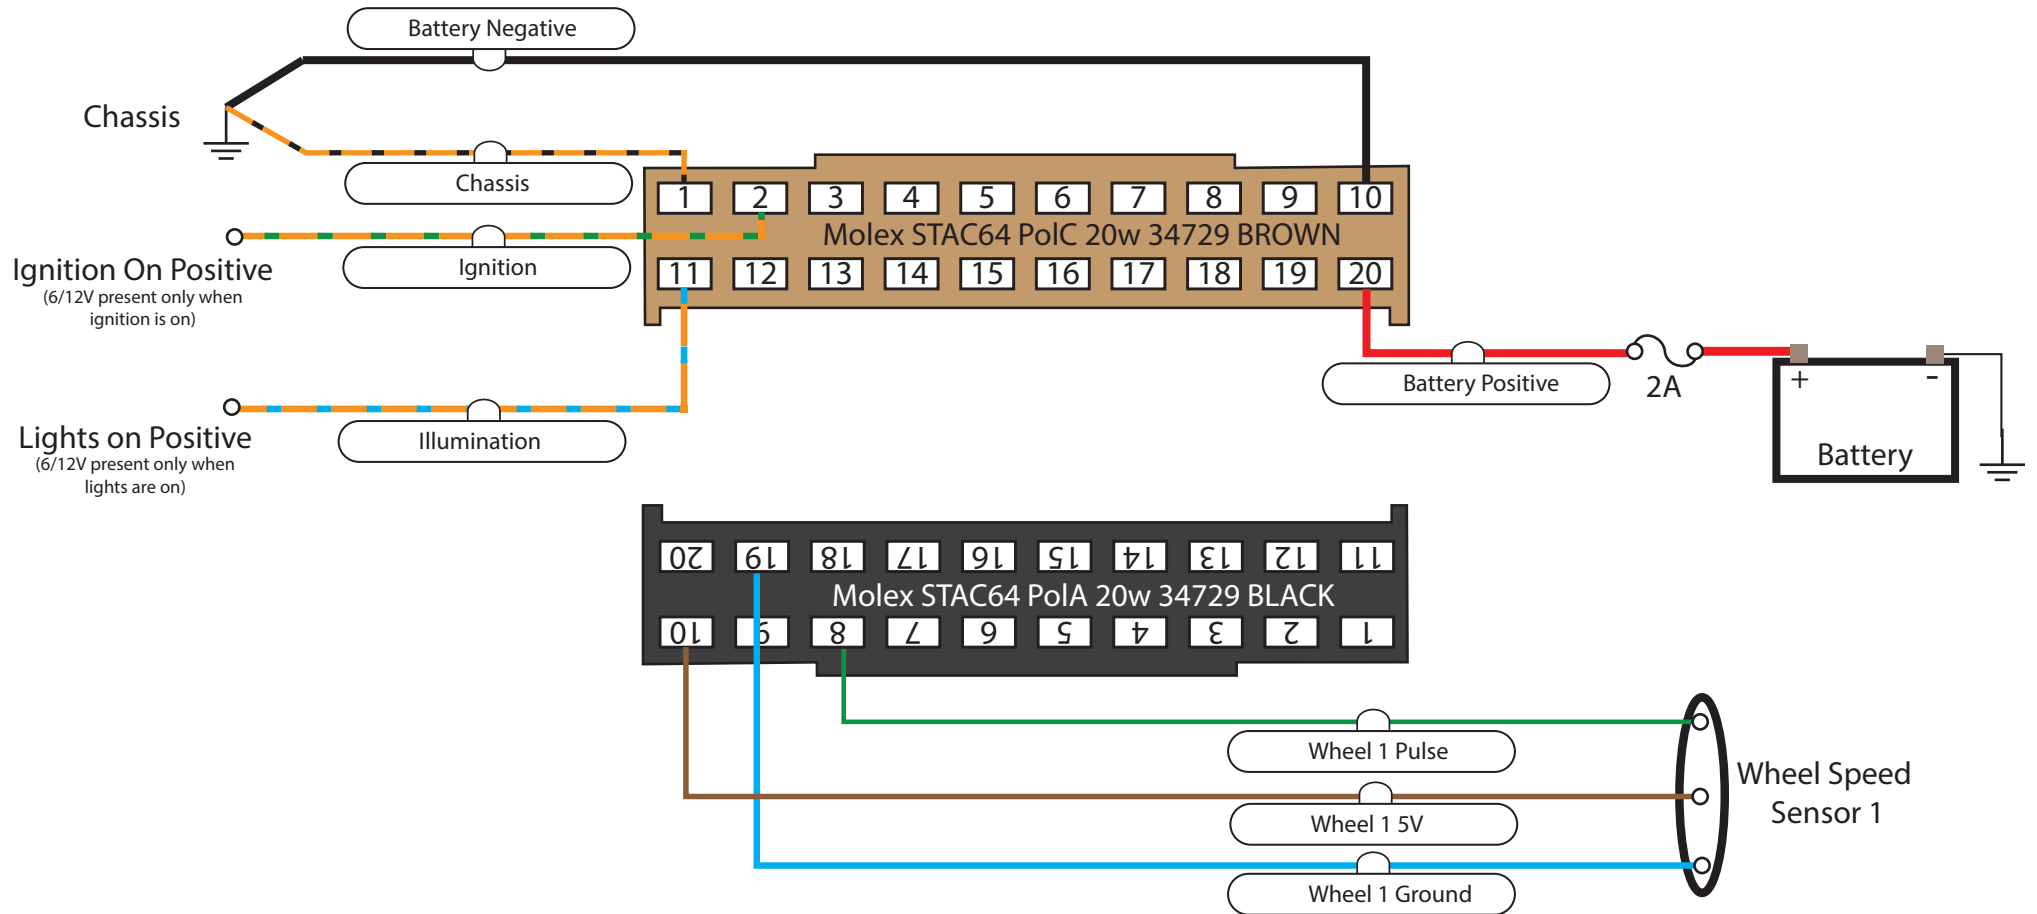 Battery Negative
Chassis
Chassis
1 2 3 4 5 6 7 8 9 10
Molex STAC64 PolC 20w 34729 BROWN
Ignition
Ignition On Positive
(6/12V present only when
ignition is on)
11 12 13 14 15 16 17 18 19 20
Battery Positive
2A
+ -
Battery
Illumination
Lights on Positive
(6/12V present only when
lights are on)
20 19 18 17 16 15 14 13 12 11
Molex STAC64 PolA 20w 34729 BLACK
10 9 8 7 6 5 4 3 2 1
Wheel 1 Pulse
Wheel Speed
Sensor 1
Wheel 1 5V
Wheel 1 Ground